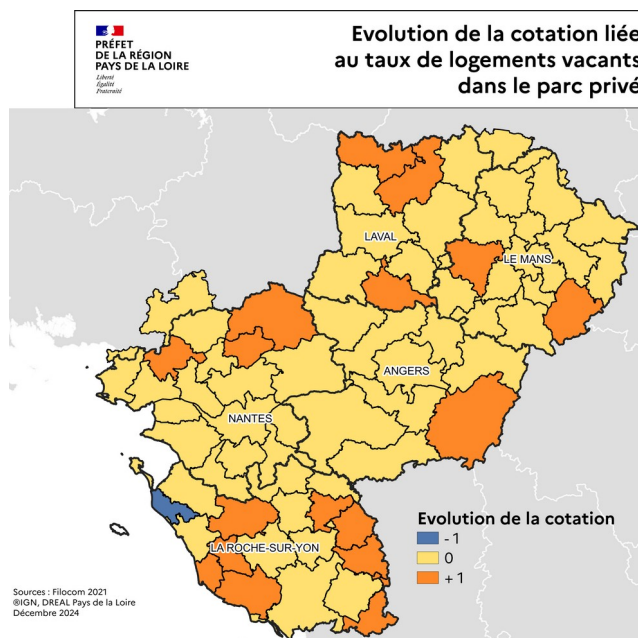 PRÉFET
DE LA RÉGION
PAYS DE LA LOIRE
Liberté
Égalité
Fraternité
Evolution de la cotation liée
au taux de logements vacants
dans le parc privé
LAVAL
LE MANS
ANGERS
NANTES
LA ROCHE-SUR-YON
Evolution de la cotation
- 1
0
+ 1
Sources : Filocom 2021
®IGN, DREAL Pays de la Loire
Décembre 2024